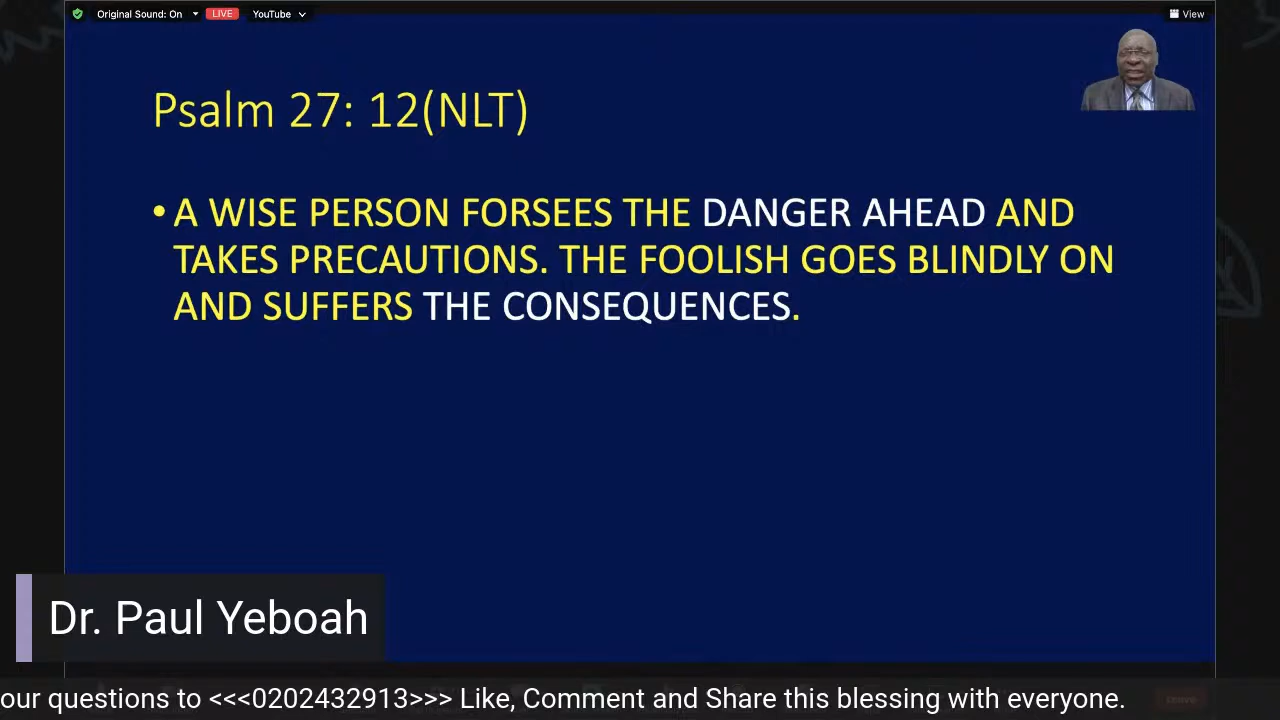 Original Sound: On
LIVE
YouTube
View
Psalm 27: 12(NLT)
• A WISE PERSON FORSEES THE DANGER AHEAD AND
TAKES PRECAUTIONS. THE FOOLISH GOES BLINDLY ON
AND SUFFERS THE CONSEQUENCES.
Dr. Paul Yeboah
our questions to <<<0202432913>>> Like, Comment and Share this blessing with everyone.
Leave